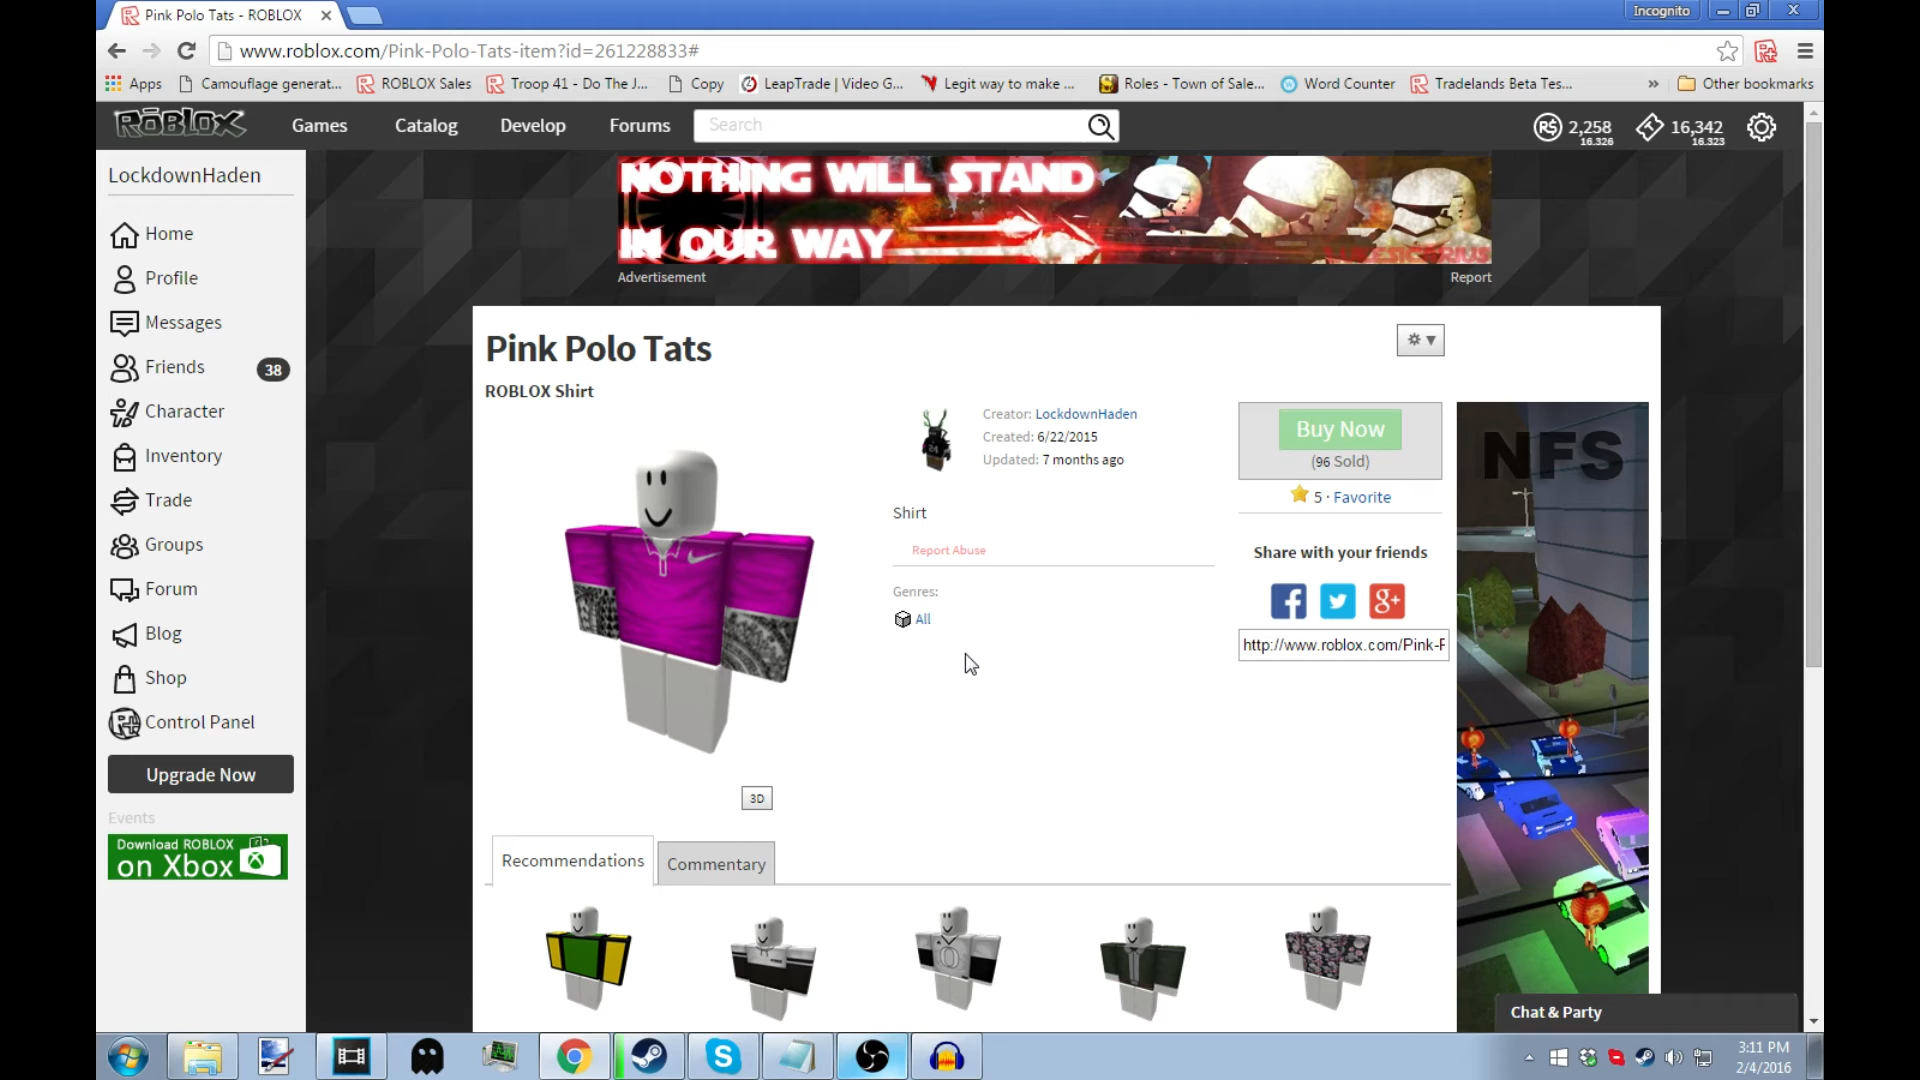 Pink Polo Tats - ROBLOX
Incognito
www.roblox.com/Pink-Polo-Tats-item?id=261228833#
Apps
Camouflage generat...
ROBLOX Sales
Troop 41 - Do The J...
Copy
LeapTrade | Video G...
Legit way to make ...
Roles - Town of Sale...
Word Counter
Tradelands Beta Tes...
»
Other bookmarks
ROBLOX
Games
Catalog
Develop
Forums
Search
R$ 2,258
16.326
16,342
16.323
LockdownHaden
Home
Profile
Messages
Friends 38
Character
Inventory
Trade
Groups
Forum
Blog
Shop
Control Panel
Upgrade Now
Events
Download ROBLOX
on Xbox
NOTHING WILL STAND
IN OUR WAY
Advertisement
Report
Pink Polo Tats
ROBLOX Shirt
Creator: LockdownHaden
Created: 6/22/2015
Updated: 7 months ago
Shirt
Report Abuse
Genres:
All
Buy Now
(96 Sold)
5 · Favorite
Share with your friends
http://www.roblox.com/Pink-P
NFS
3D
Recommendations
Commentary
Chat & Party
3:11 PM
2/4/2016